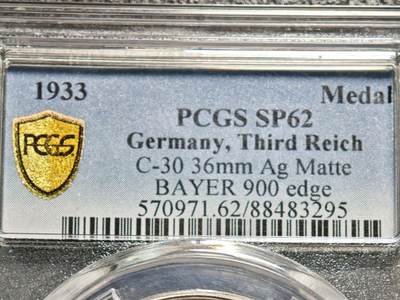 1933 Medal
PCGS SP62
PCGS Germany, Third Reich
C-30 36mm Ag Matte
BAYER 900 edge
570971.62/88483295